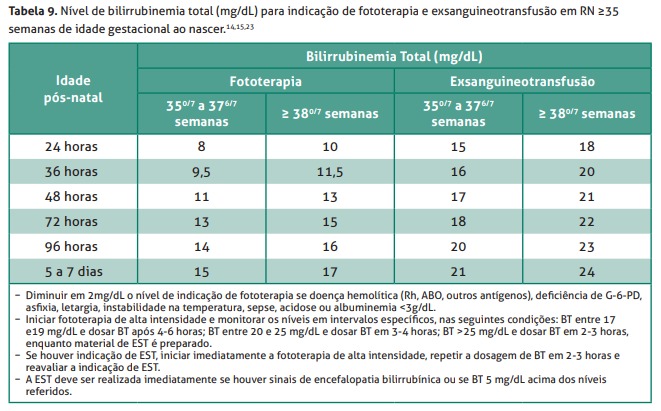 Tabela 9. Nível de bilirrubinemia total (mg/dL) para indicação de fototerapia e exsanguineotransfusão em RN ≥35
semanas de idade gestacional ao nascer.14,15,23
Idade
pós-natal
Bilirrubinemia Total (mg/dL)
Fototerapia Exsanguineotransfusão
35 0/7 a 37 6/7
semanas
≥ 38 0/7 semanas
35 0/7 a 37 6/7
semanas
≥ 38 0/7 semanas
24 horas 8 10 15 18
36 horas 9,5 11,5 16 20
48 horas 11 13 17 21
72 horas 13 15 18 22
96 horas 14 16 20 23
5 a 7 dias 15 17 21 24
– Diminuir em 2mg/dL o nível de indicação de fototerapia se doença hemolítica (Rh, ABO, outros antígenos), deficiência de G-6-PD,
asfixia, letargia, instabilidade na temperatura, sepse, acidose ou albuminemia <3g/dL.
– Iniciar fototerapia de alta intensidade e monitorar os níveis em intervalos específicos, nas seguintes condições: BT entre 17
e19 mg/dL e dosar BT após 4-6 horas; BT entre 20 e 25 mg/dL e dosar BT em 3-4 horas; BT >25 mg/dL e dosar BT em 2-3 horas,
enquanto material de EST é preparado.
– Se houver indicação de EST, iniciar imediatamente a fototerapia de alta intensidade, repetir a dosagem de BT em 2-3 horas e
reavaliar a indicação de EST.
– A EST deve ser realizada imediatamente se houver sinais de encefalopatia bilirrubínica ou se BT 5 mg/dL acima dos níveis
referidos.